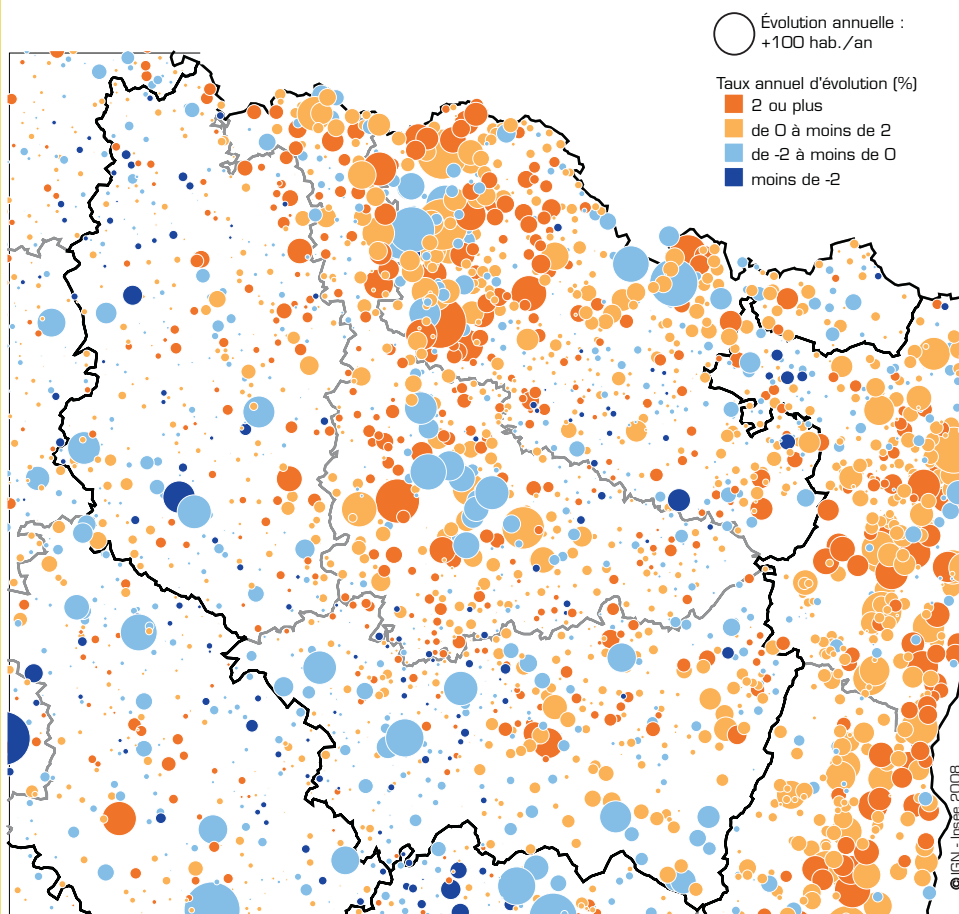 Évolution annuelle :
+100 hab./an
Taux annuel d'évolution (%)
2 ou plus
de 0 à moins de 2
de -2 à moins de 0
moins de -2
© IGN - Insee 2008